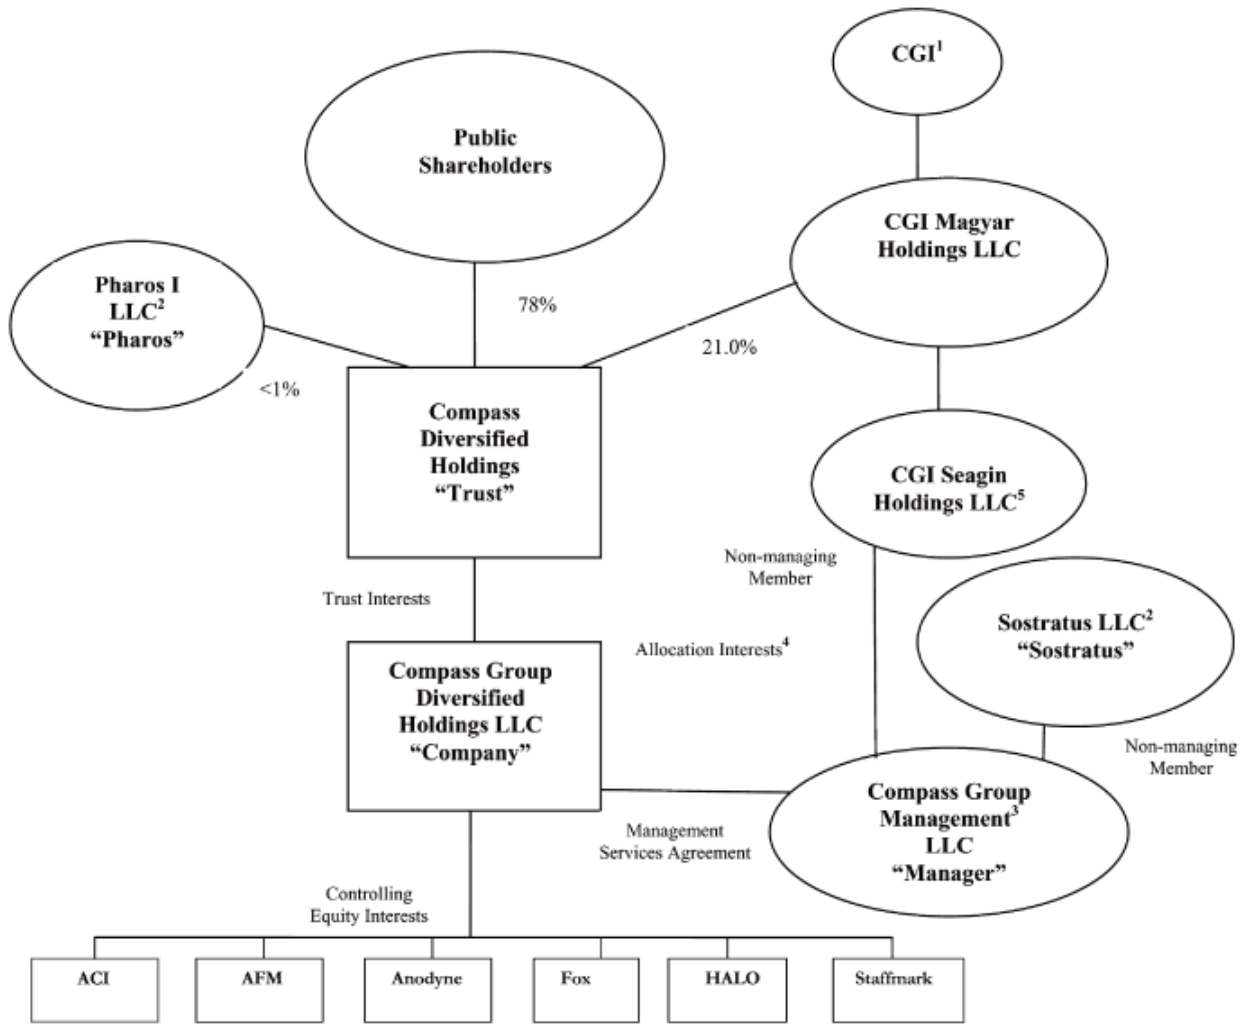 CGI1
Public
Shareholders
CGI Magyar
Holdings LLC
Pharos I
LLC2
“Pharos”
78%
21.0%
<1%
Compass
Diversified
Holdings
“Trust”
CGI Seagin
Holdings LLC5
Non-managing
Member
Trust Interests
Sostratus LLC2
“Sostratus”
Allocation Interests4
Compass Group
Diversified
Holdings LLC
“Company”
Non-managing
Member
Compass Group
Management3
LLC
“Manager”
Management
Services Agreement
Controlling
Equity Interests
ACI
AFM
Anodyne
Fox
HALO
Staffmark